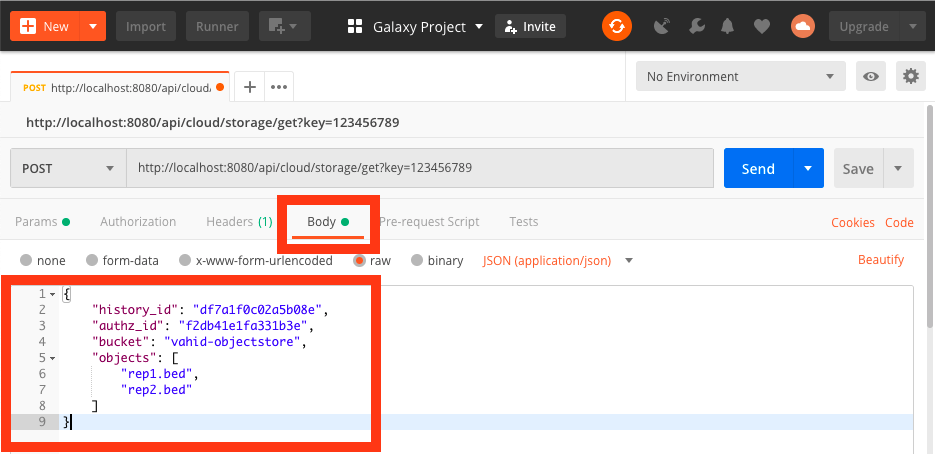 New Import Runner Galaxy Project Invite Upgrade
POST http://localhost:8080/api/cloud/ + ••• No Environment
http://localhost:8080/api/cloud/storage/get?key=123456789
POST http://localhost:8080/api/cloud/storage/get?key=123456789 Send Save
Params Authorization Headers (1) Body Pre-request Script Tests Cookies Code
none form-data x-www-form-urlencoded raw binary JSON (application/json) Beautify
1 {
2 "history_id": "df7a1f0c02a5b08e",
3 "authz_id": "f2db41e1fa331b3e",
4 "bucket": "vahid-objectstore",
5 "objects": [
6 "rep1.bed",
7 "rep2.bed"
8 ]
9 }